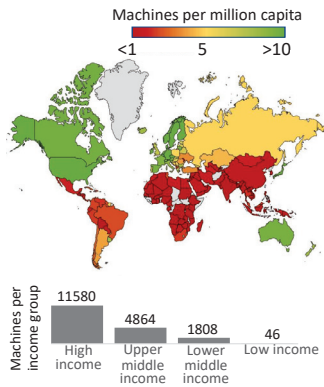 Machines per million capita
<1 5 >10
Machines per
income group
11580
4864
1808
46
High
income
Upper
middle
income
Lower
middle
income
Low income